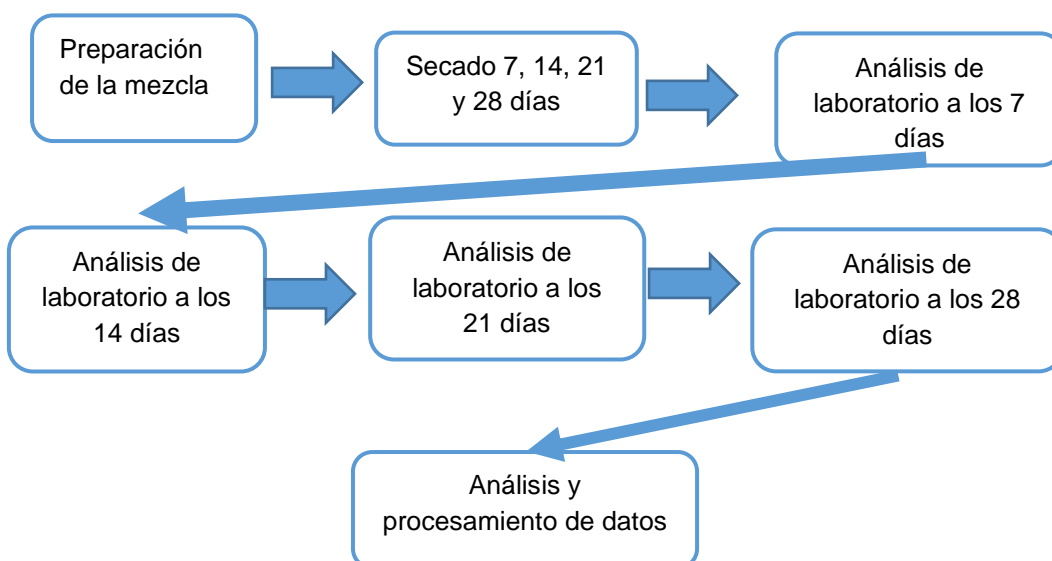 Preparación
de la mezcla
Secado 7, 14, 21
y 28 días
Análisis de
laboratorio a los 7
días
Análisis de
laboratorio a los
14 días
Análisis de
laboratorio a los
21 días
Análisis de
laboratorio a los 28
días
Análisis y
procesamiento de datos